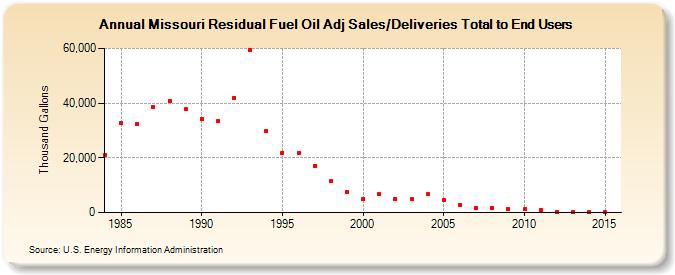 Annual Missouri Residual Fuel Oil Adj Sales/Deliveries Total to End Users
Thousand Gallons
60,000
40,000
20,000
0
1985 1990 1995 2000 2005 2010 2015
Source: U.S. Energy Information Administration